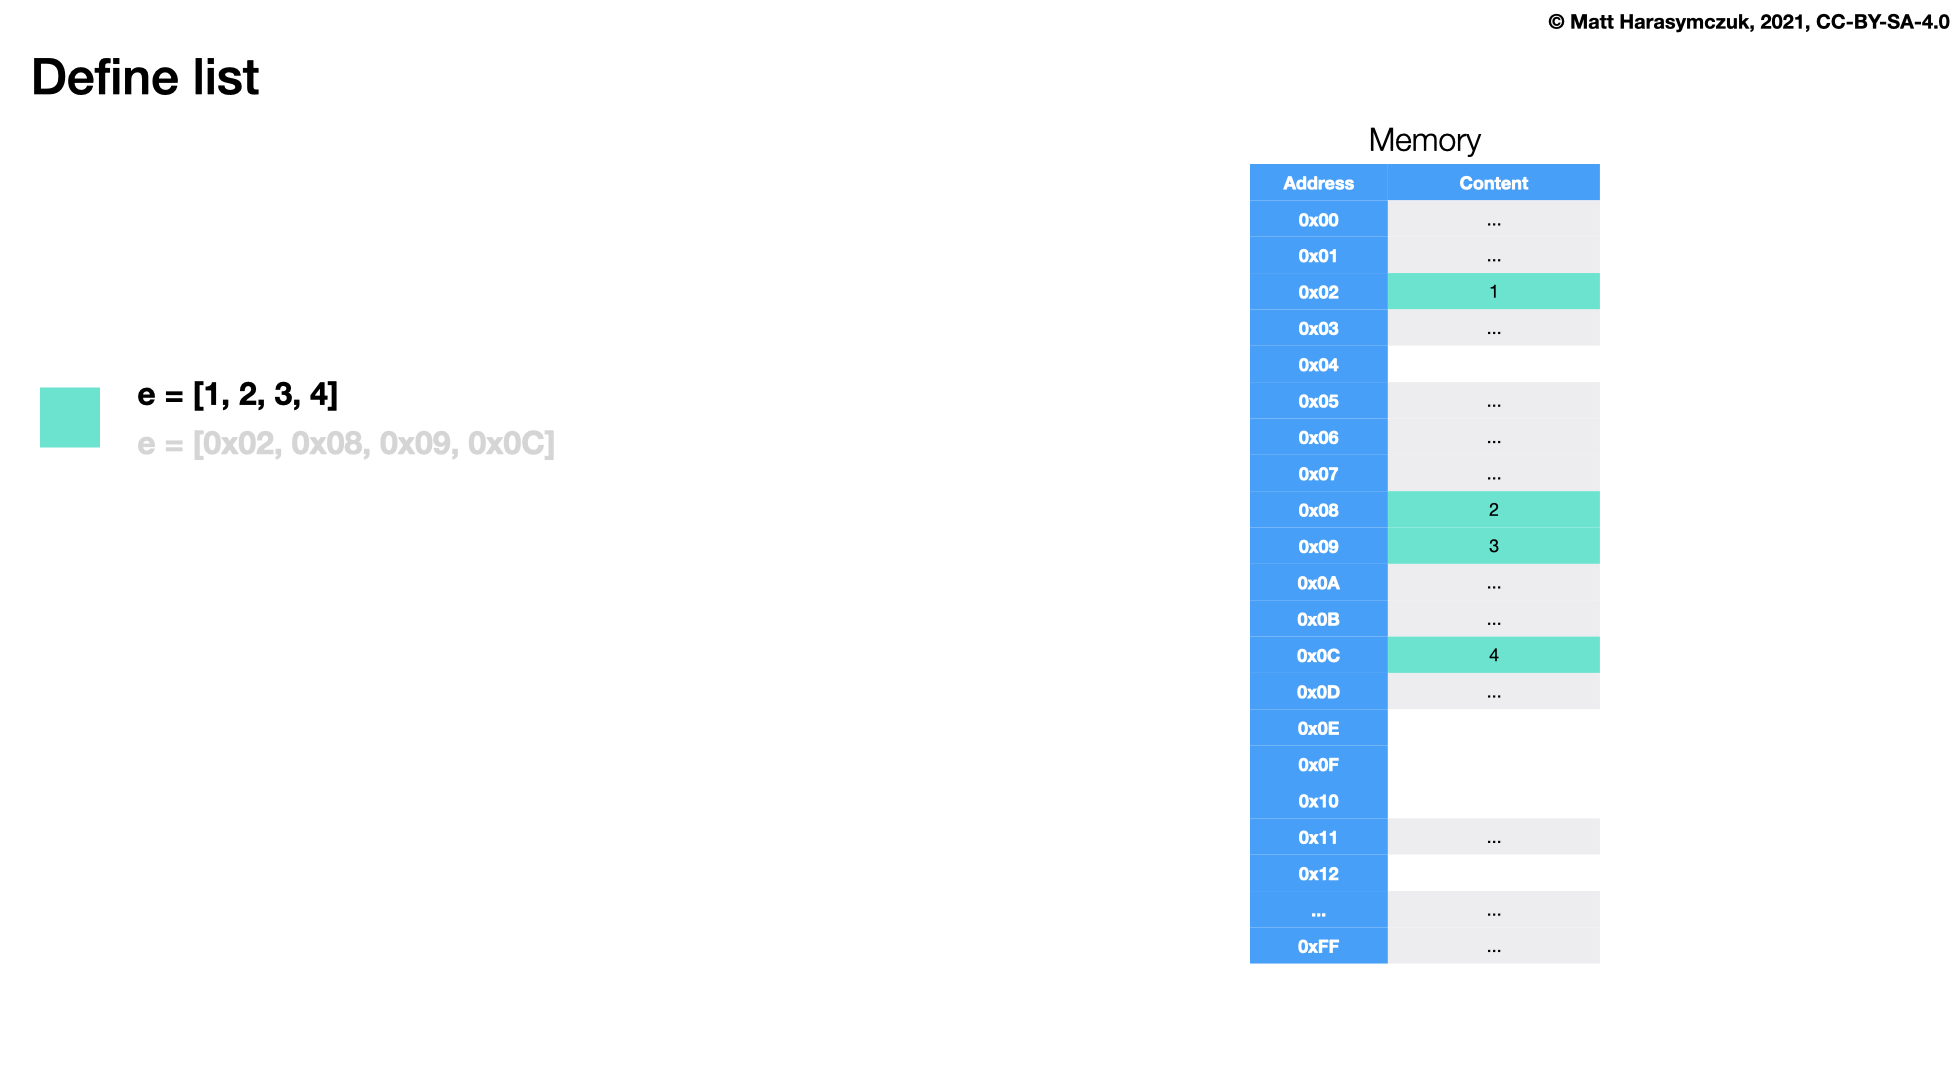 © Matt Harasymczuk, 2021, CC-BY-SA-4.0
Define list
e = [1, 2, 3, 4]
e = [0x02, 0x08, 0x09, 0x0C]
Memory
Address Content
0x00 ...
0x01 ...
0x02 1
0x03 ...
0x04
0x05 ...
0x06 ...
0x07 ...
0x08 2
0x09 3
0x0A ...
0x0B ...
0x0C 4
0x0D ...
0x0E
0x0F
0x10
0x11 ...
0x12
... ...
0xFF ...